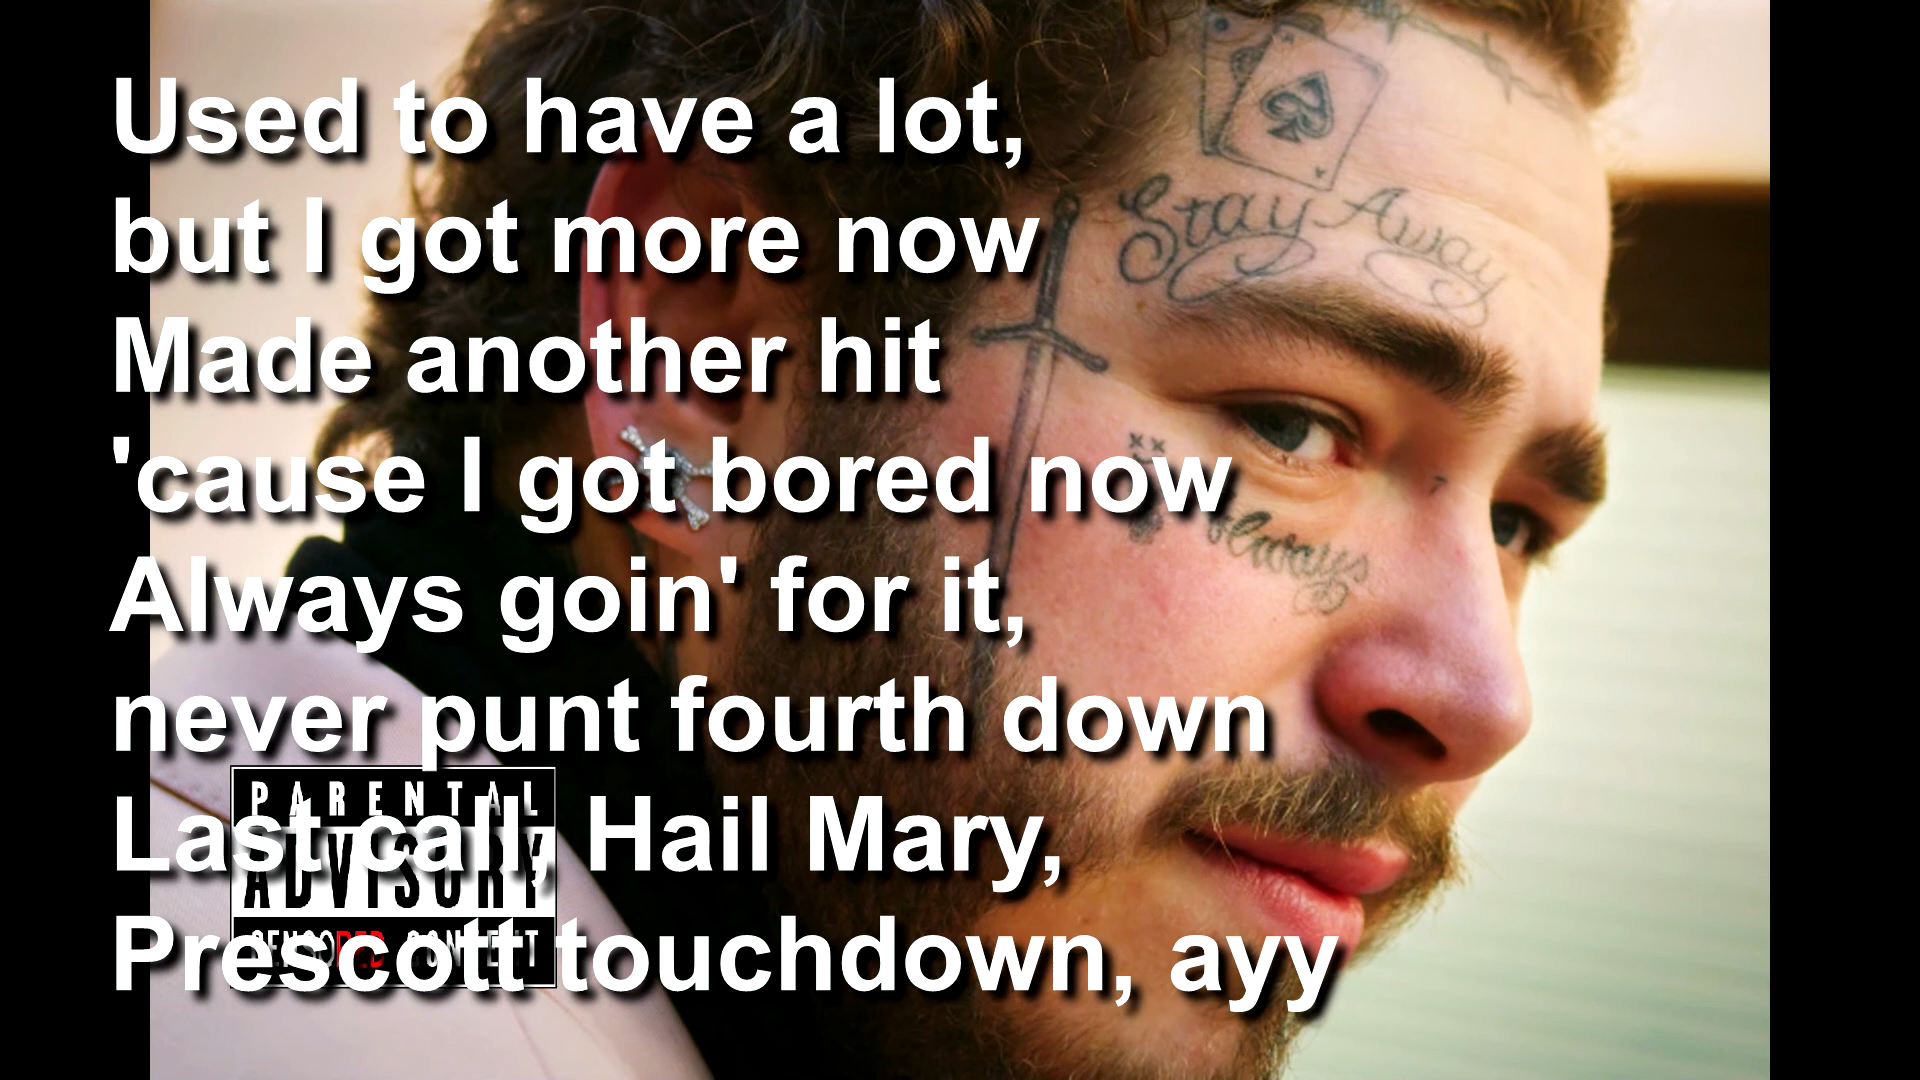 Used to have a lot,
but I got more now
Made another hit
'cause I got bored now
Always goin' for it,
never punt fourth down
Last call, Hail Mary,
Prescott touchdown, ayy
Stay Away
Always
PARENTAL
ADVISORY
CENSORED CONTENT